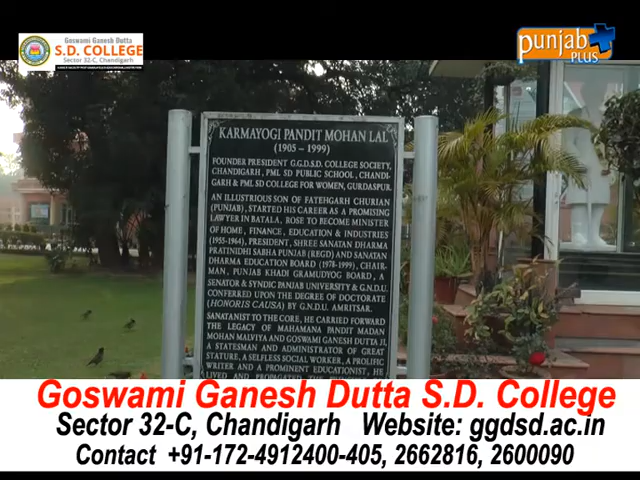 Goswami Ganesh Dutta
S.D. COLLEGE
Sector 32-C, Chandigarh
punjab
PLUS
KARMAYOGI PANDIT MOHAN LAL
(1905 – 1999)
FOUNDER PRESIDENT G.G.D.S.D. COLLEGE SOCIETY,
CHANDIGARH, PML SD PUBLIC SCHOOL, CHANDI-
GARH & PML SD COLLEGE FOR WOMEN, GURDASPUR.
AN ILLUSTRIOUS SON OF FATEHGARH CHURIAN
(PUNJAB), STARTED HIS CAREER AS A PROMISING
LAWYER IN BATALA. ROSE TO BECOME MINISTER
OF HOME, FINANCE, EDUCATION & INDUSTRIES
(1955-1964), PRESIDENT, SHREE SANATAN DHARMA
PRATINIDHI SABHA PUNJAB (REGD) AND SANATAN
DHARMA EDUCATION BOARD (1978-1999), CHAIR-
MAN, PUNJAB KHADI GRAMUDYOG BOARD, A
SENATOR & SYNDIC PANJAB UNIVERSITY & G.N.D.U.
CONFERRED UPON THE DEGREE OF DOCTORATE
(HONORIS CAUSA) BY G.N.D.U. AMRITSAR.
SANATANIST TO THE CORE, HE CARRIED FORWARD
THE LEGACY OF MAHAMANA PANDIT MADAN
MOHAN MALVIYA AND GOSWAMI GANESH DUTTA JI,
A STATESMAN AND ADMINISTRATOR OF GREAT
STATURE, A SELFLESS SOCIAL WORKER, A PROLIFIC
WRITER AND A PROMINENT EDUCATIONIST, HE
LIVED AND PROPAGATED THE
Goswami Ganesh Dutta S.D. College
Sector 32-C, Chandigarh Website: ggdsd.ac.in
Contact +91-172-4912400-405, 2662816, 2600090